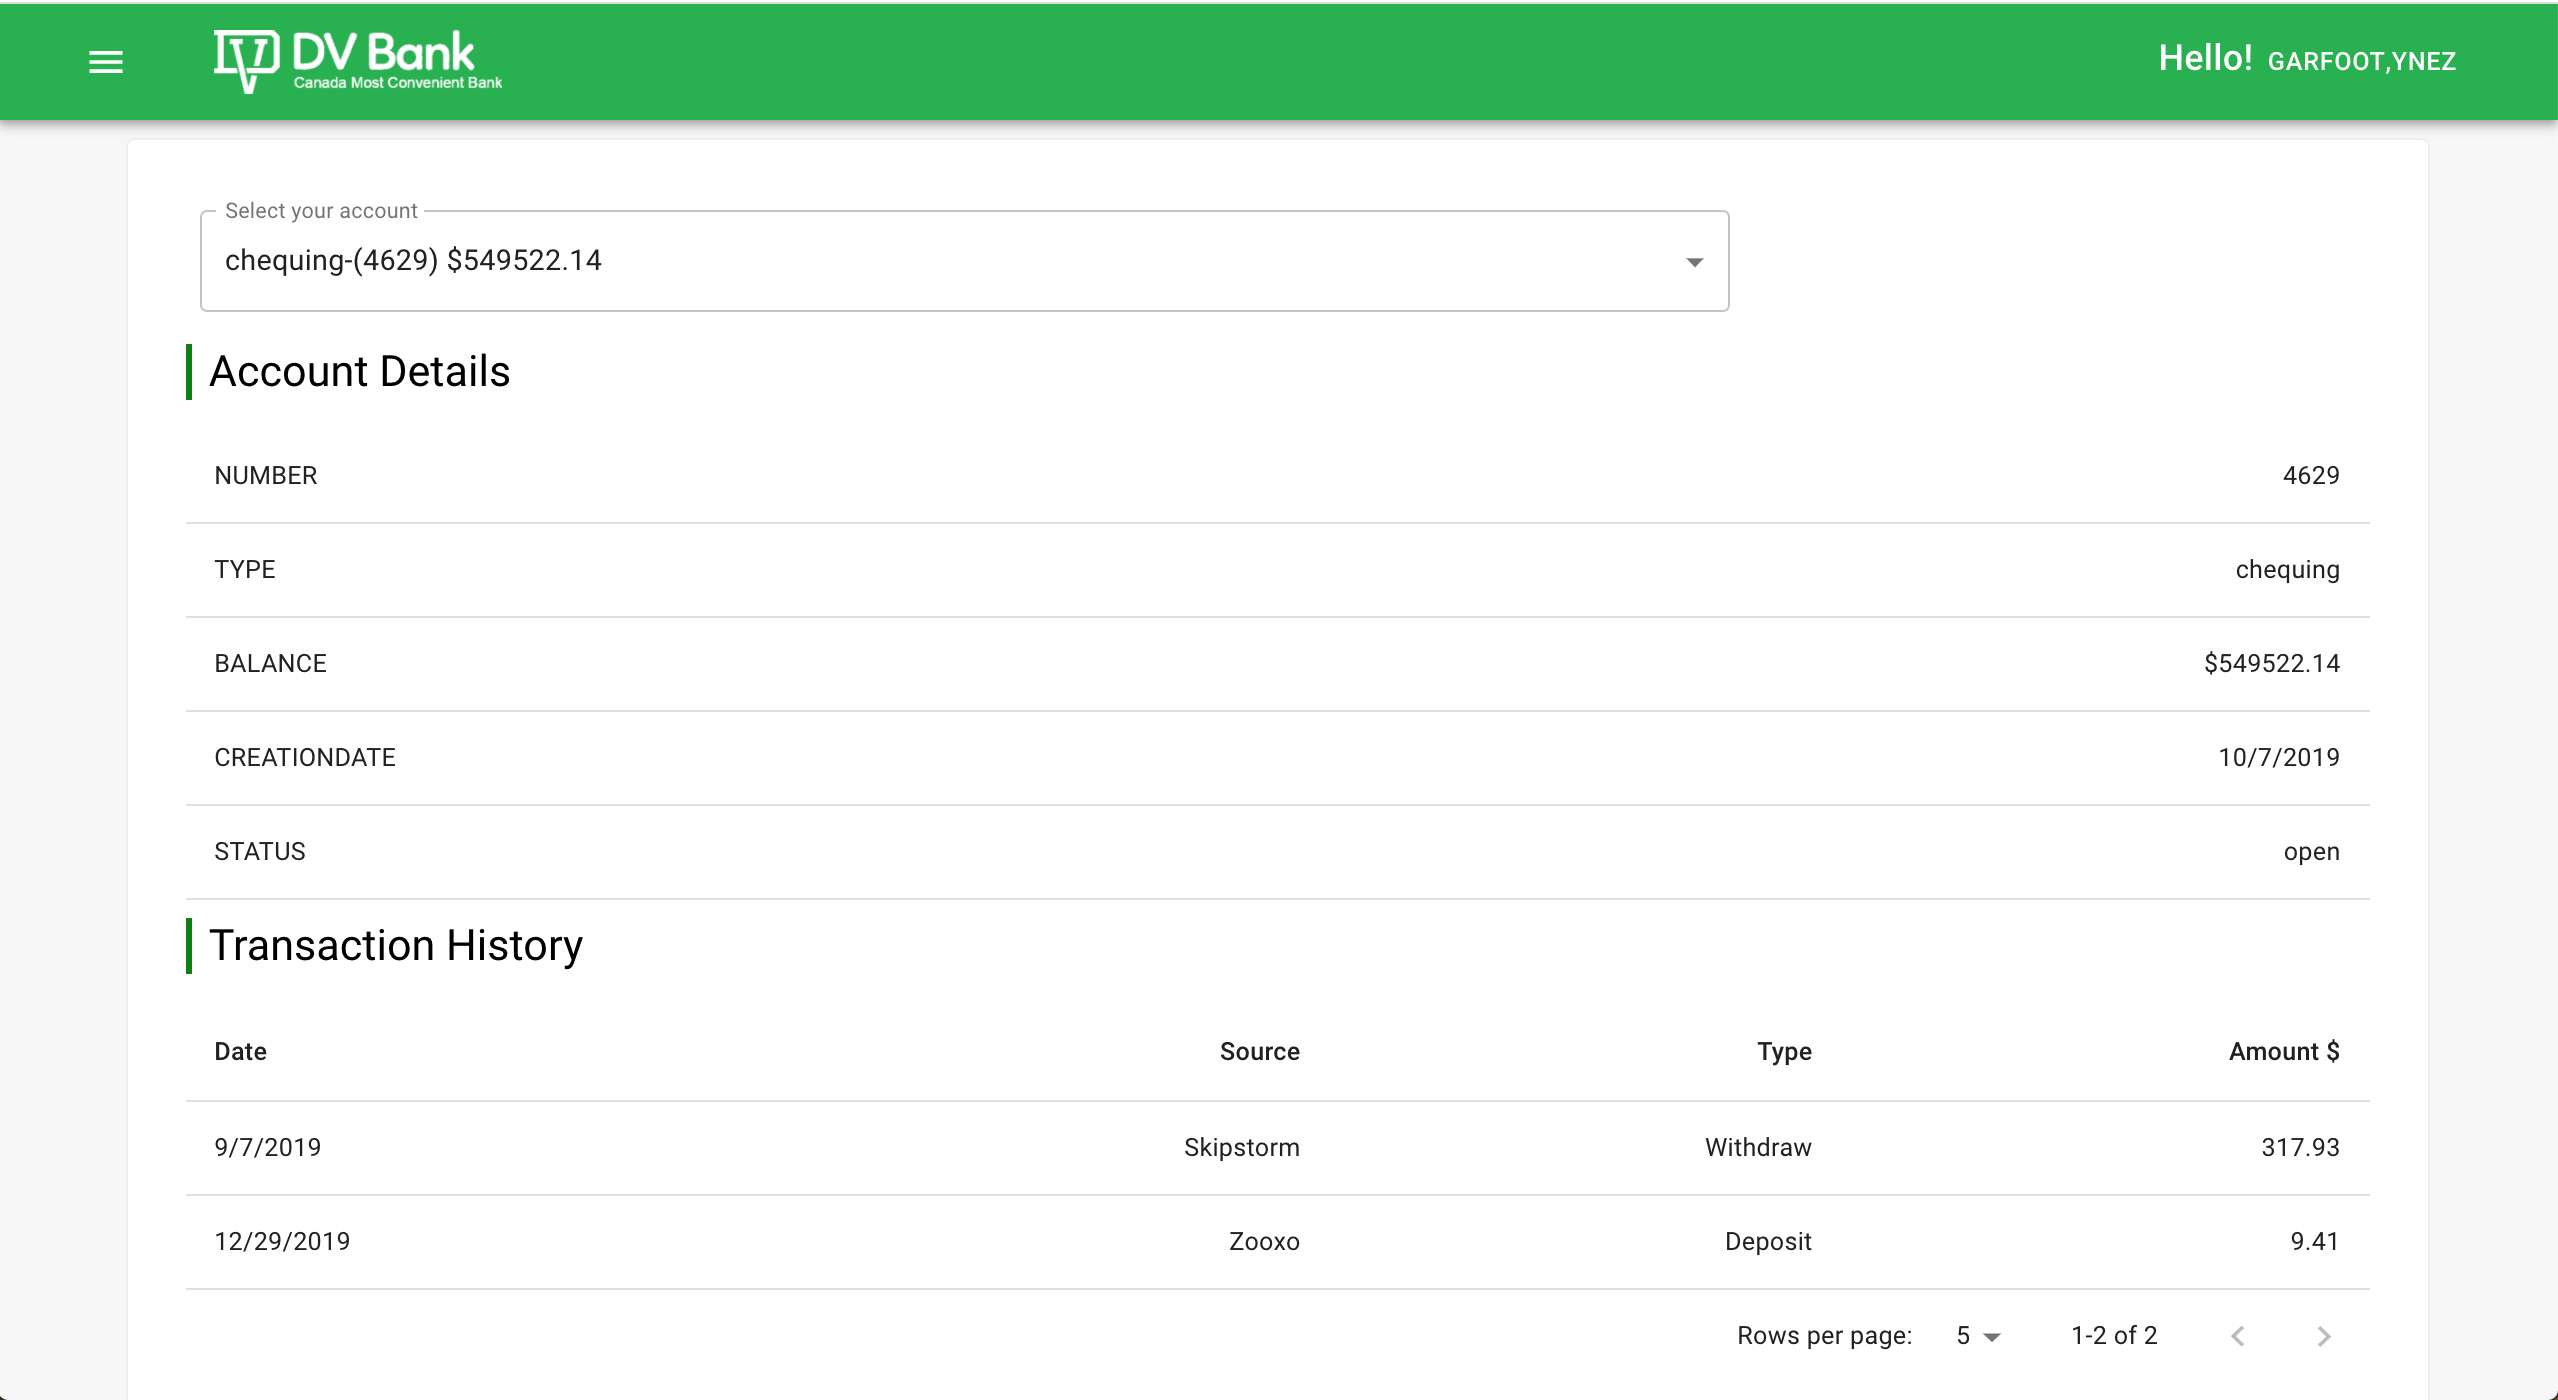 DV Bank
Canada Most Convenient Bank
Hello! GARFOOT,YNEZ
Select your account
chequing-(4629) $549522.14
Account Details
NUMBER 4629
TYPE chequing
BALANCE $549522.14
CREATIONDATE 10/7/2019
STATUS open
Transaction History
Date Source Type Amount $
9/7/2019 Skipstorm Withdraw 317.93
12/29/2019 Zooxo Deposit 9.41
Rows per page: 5 1-2 of 2